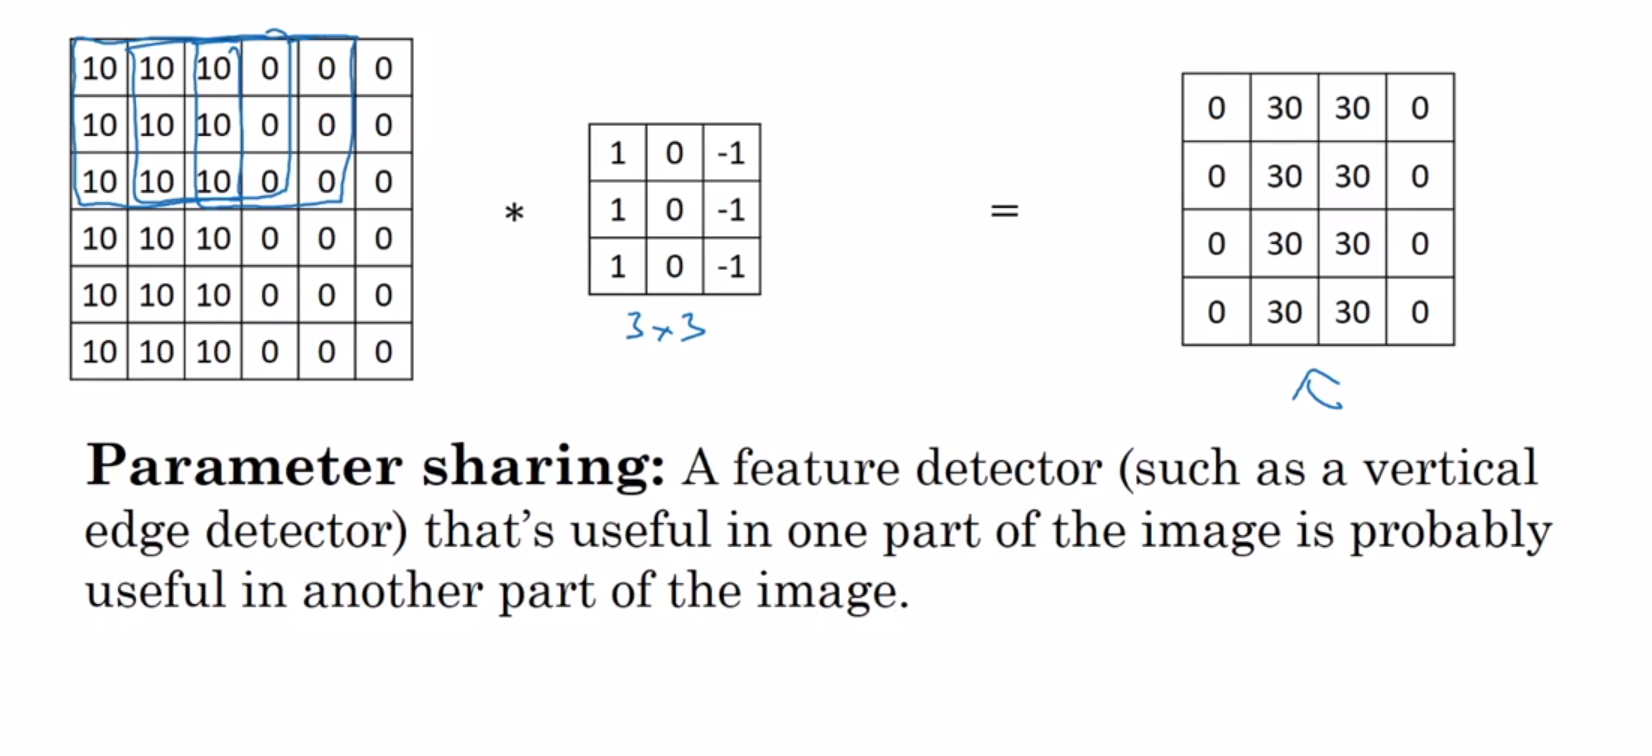 10 10 10 0 0 0
10 10 10 0 0 0
10 10 10 0 0 0
10 10 10 0 0 0
10 10 10 0 0 0
10 10 10 0 0 0
*
1 0 -1
1 0 -1
1 0 -1
3×3
=
0 30 30 0
0 30 30 0
0 30 30 0
0 30 30 0
Parameter sharing: A feature detector (such as a vertical
edge detector) that’s useful in one part of the image is probably
useful in another part of the image.